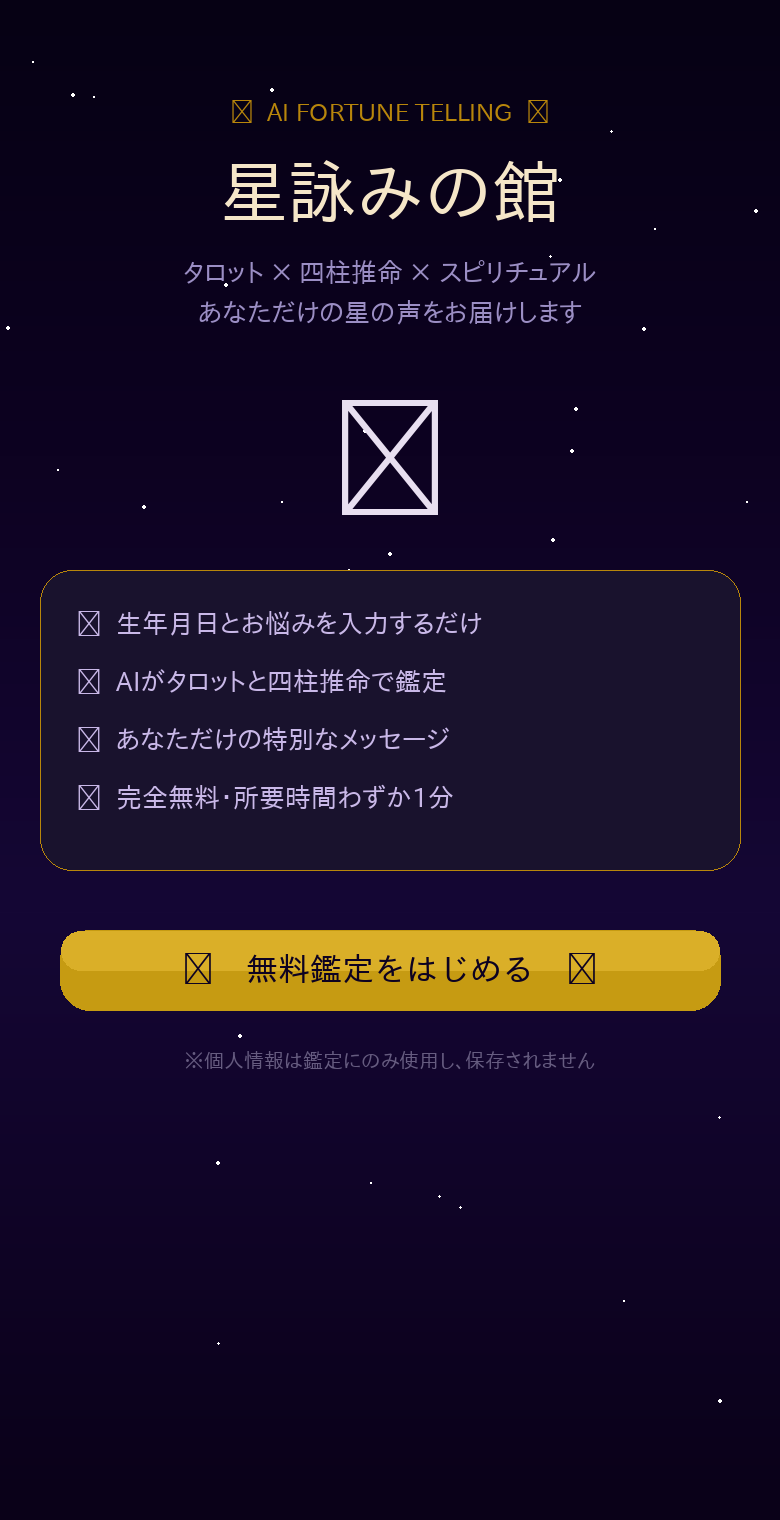 AI FORTUNE TELLING
星詠みの館
タロット × 四柱推命 × スピリチュアル
あなただけの星の声をお届けします
生年月日とお悩みを入力するだけ
AIがタロットと四柱推命で鑑定
あなただけの特別なメッセージ
完全無料・所要時間わずか1分
無料鑑定をはじめる
※個人情報は鑑定にのみ使用し、保存されません